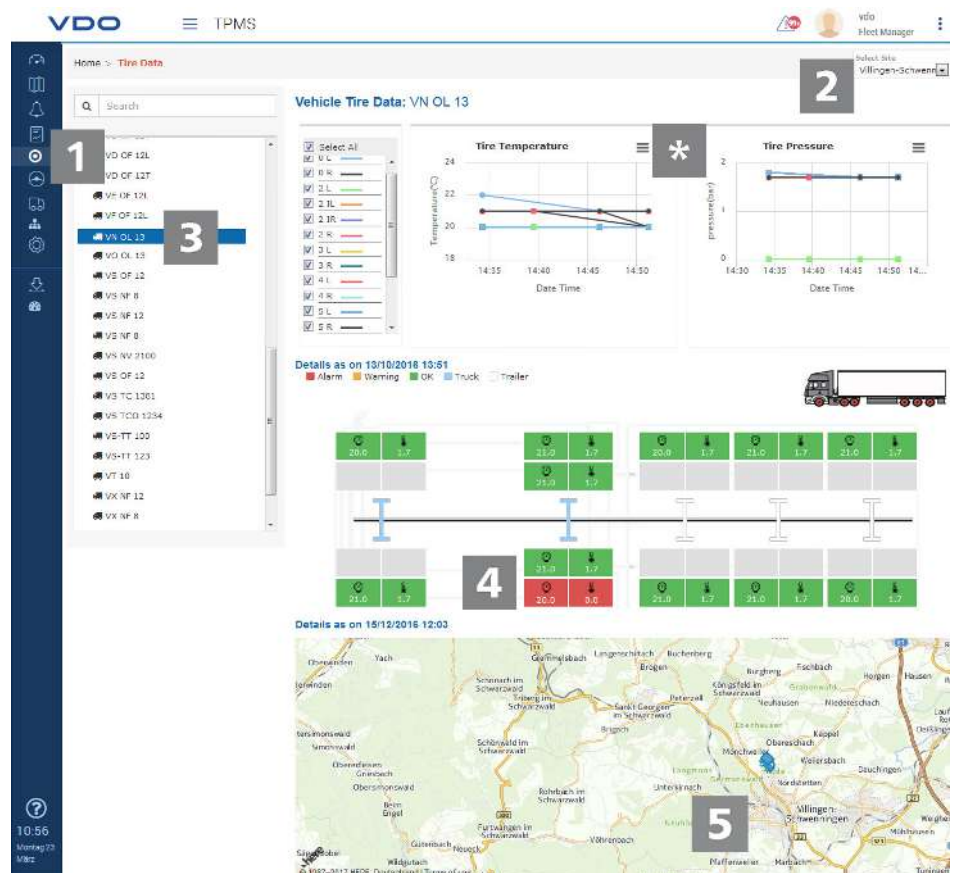 VDO
TPMS
vdo
Fleet Manager
Home > Tire Data
Select Site
Villingen-Schwenn
2
Search
Vehicle Tire Data: VN OL 13
1
VD OF 12L
VD OF 12T
VE OF 12L
VF OF 12L
VN OL 13
3
VO OL 13
VS OF 12
VS NF 8
VS NF 12
VS NF 8
VS NV 2100
VS OF 12
VS TC 1301
VS TCO 1234
VS-TT 100
VS-TT 123
VT 10
VX NF 12
VX NF 8
Select All
0 L
0 R
2 L
2 IL
2 IR
2 R
3 L
3 R
4 L
4 R
5 L
5 R
Tire Temperature
24
22
20
18
Temperature(°C)
14:35 14:40 14:45 14:50
Date Time
*
Tire Pressure
2
1
0
pressure(bar)
14:30 14:35 14:40 14:45 14:50 14...
Date Time
Details as on 13/10/2016 13:51
Alarm Warning OK Truck Trailer
20.0 1.7 21.0 1.7 20.0 1.7 21.0 1.7 21.0 1.7
21.0 1.7
21.0 1.7
4
21.0 1.7 20.0 0.0 21.0 1.7 21.0 1.7 20.0 1.7
Details as on 15/12/2016 12:03
Oberwinden
Yach
Gremmelsbach
Langenschiltach
Buchenberg
Brogen
Burgberg
Fischbach
Horgen
Hausen
Schonach im
Schwarzwald
Triberg im
Schwarzwald
Sankt Georgen
im Schwarzwald
Peterzell
Königsfeld im
Schwarzwald
Neuhausen
Niedereschach
Brigach
Simonswald
Schönwald im
Schwarzwald
Kappel
Obereschach
Mönchweiler
Weilersbach
Dauchingen
Griesbach
Obersimonswald
Nordstetten
Rohrbach im
Schwarzwald
Unterkirnach
Villingen-
Schwenningen
5
Furtwangen im
Schwarzwald
Vöhrenbach
Mühlhausen
Gütenbach
Neueck
Wildgutach
Pfaffenweiler
Marbach
here
10:56
Montag 23
März